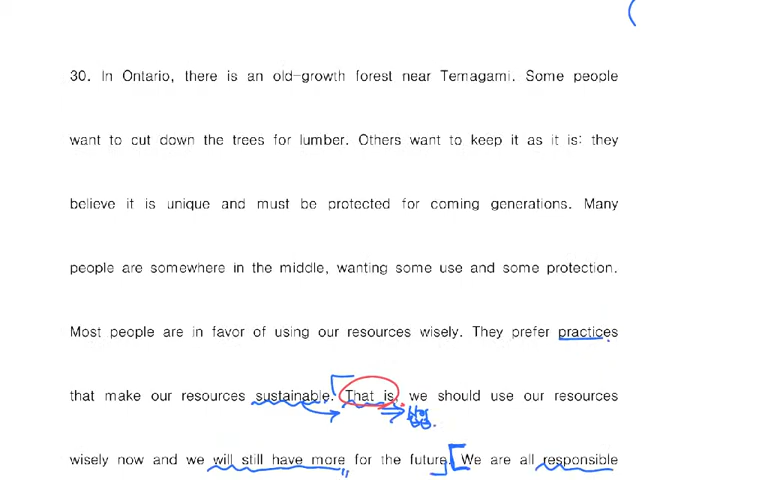 30. In Ontario, there is an old-growth forest near Temagami. Some people
want to cut down the trees for lumber. Others want to keep it as it is: they
believe it is unique and must be protected for coming generations. Many
people are somewhere in the middle, wanting some use and some protection.
Most people are in favor of using our resources wisely. They prefer practices
that make our resources sustainable. That is, we should use our resources
wisely now and we will still have more for the future. We are all responsible